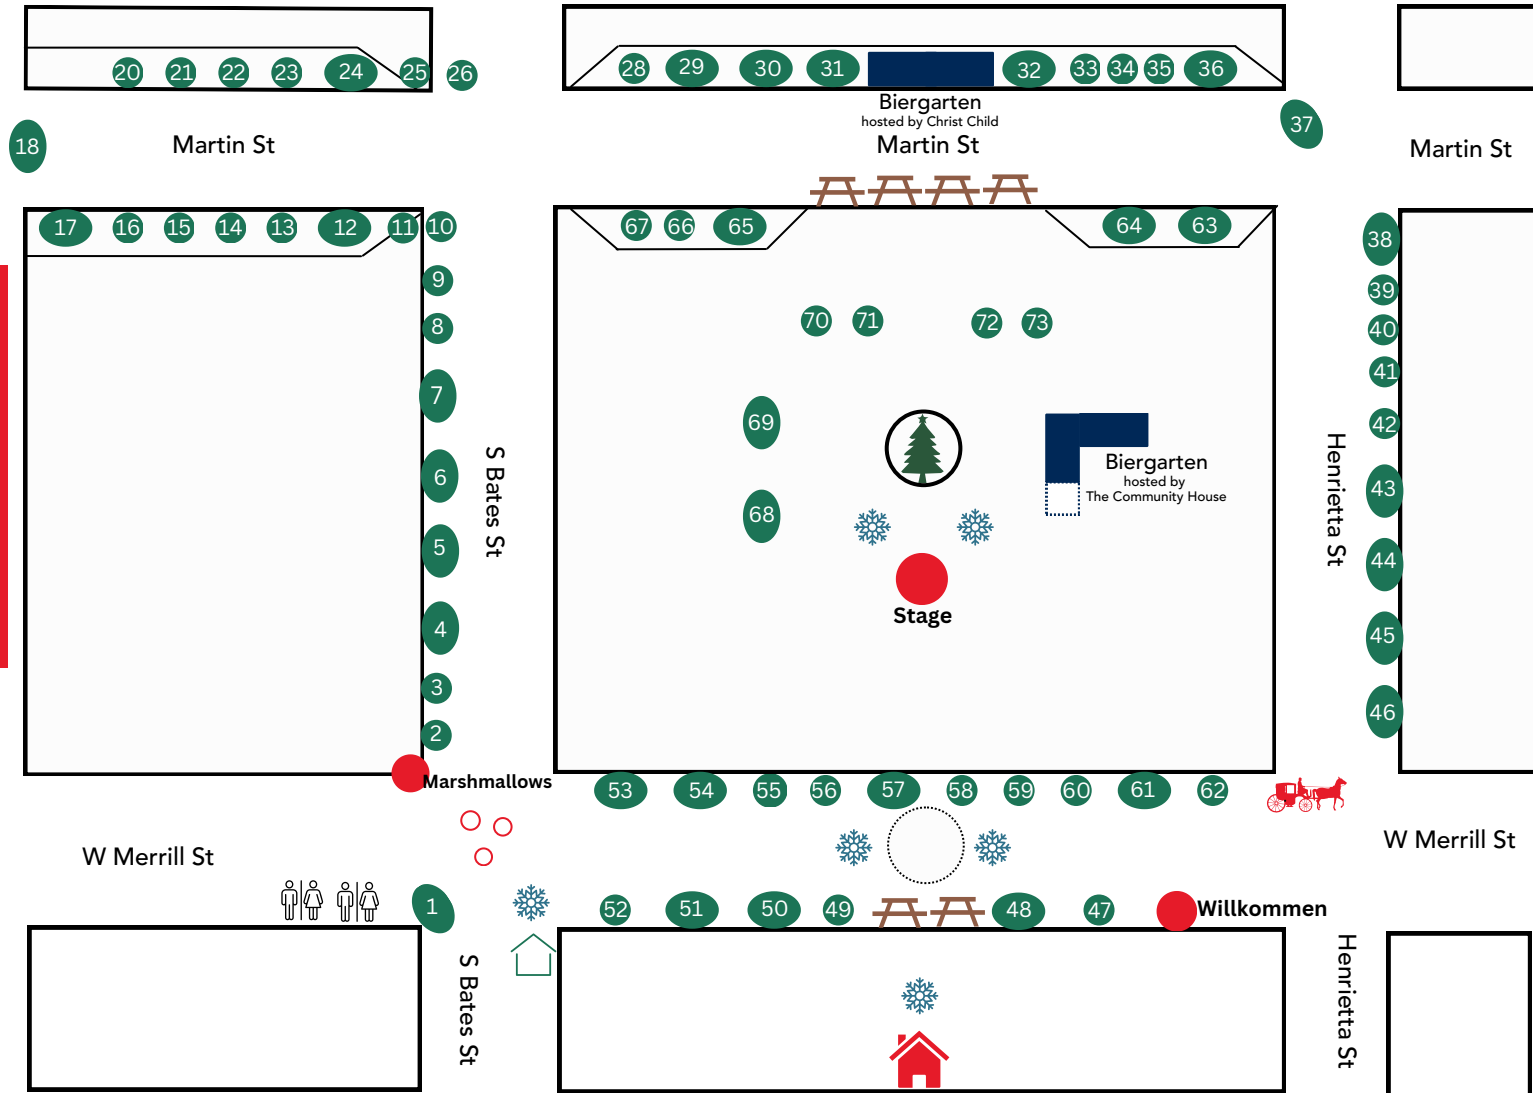 20 21 22 23 24 25 26
28 29 30 31 32 33 34 35 36
Biergarten
hosted by Christ Child
37
18
Martin St
Martin St
Martin St
17 16 15 14 13 12 11 10
67 66 65 64 63
38
9
39
8
70 71 72 73
40
41
7
69
42
S Bates St
Henrietta St
Biergarten
hosted by
The Community House
6
43
68
5
44
Stage
4
45
3
46
2
Marshmallows
53 54 55 56 57 58 59 60 61 62
W Merrill St
W Merrill St
1
52 51 50 49 48 47
Willkommen
S Bates St
Henrietta St